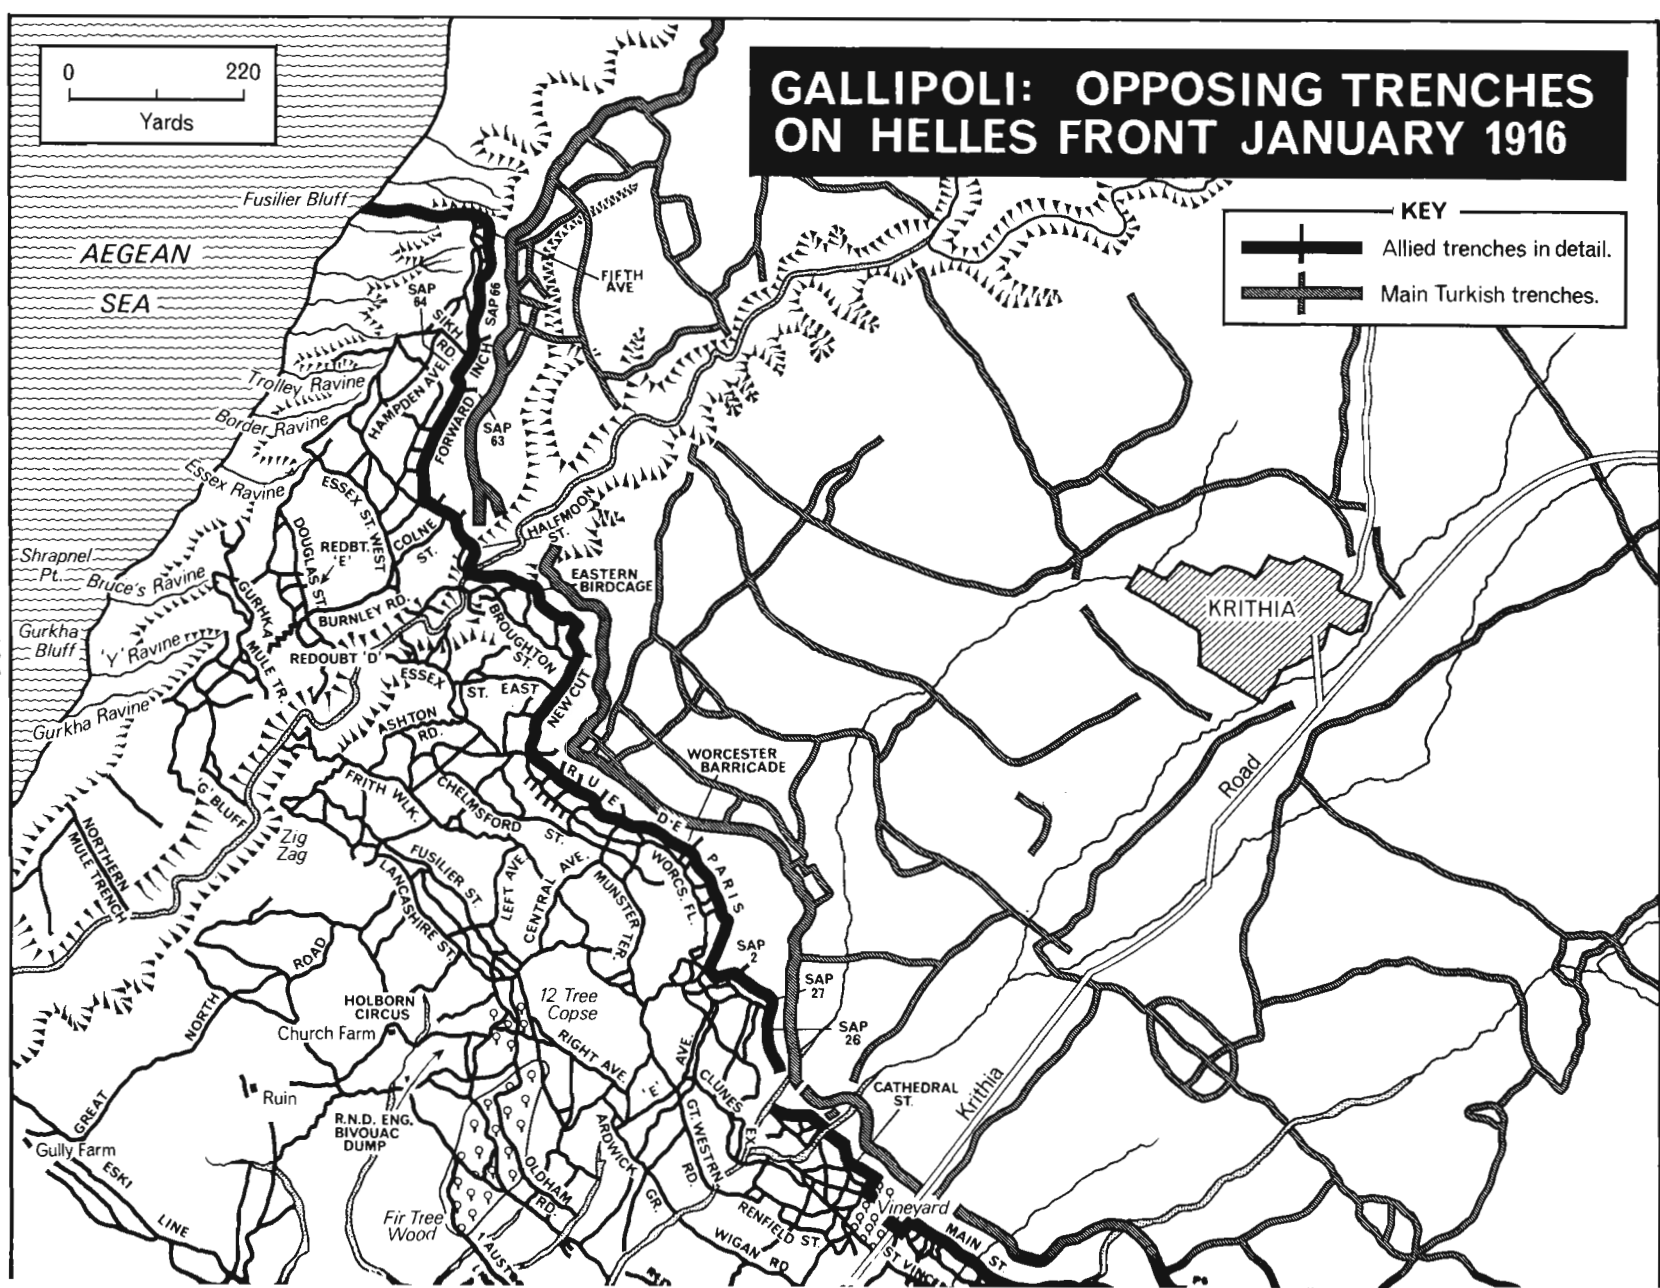 0 220
Yards
GALLIPOLI: OPPOSING TRENCHES
ON HELLES FRONT JANUARY 1916
KEY
Allied trenches in detail.
Main Turkish trenches.
Fusilier Bluff
AEGEAN
SEA
FIFTH
AVE
SAP
64
SAP 66
SIKH
RD.
HAMPDEN AVE.
FORWARD INCH
SAP
63
Trolley Ravine
Border Ravine
Essex Ravine
ESSEX ST. WEST
COLNE
ST.
HALFMOON
ST.
DOUGLAS ST.
REDBT.
'E'
Shrapnel
Pt.
Bruce's Ravine
EASTERN
BIRDCAGE
KRITHIA
GURKHA MULE TR.
BURNLEY RD.
BROUGHTON
ST.
Gurkha
Bluff
'Y' Ravine
REDOUBT 'D'
ESSEX ST. EAST
NEW CUT
Gurkha Ravine
ASHTON
RD.
WORCESTER
BARRICADE
RUE D'E PARIS
Road
'G' BLUFF
FRITH WLK.
CHELMSFORD ST.
NORTHERN
MULE TRENCH
Zig
Zag
FUSILIER ST.
LANCASHIRE ST.
LEFT AVE.
CENTRAL AVE.
MUNSTER TER.
WORCS. FL.
SAP
2
SAP
27
SAP
26
GREAT NORTH ROAD
HOLBORN
CIRCUS
12 Tree
Copse
Church Farm
RIGHT AVE.
'E' AVE.
CLUNES
EX.
CATHEDRAL
ST.
Krithia
Ruin
R.N.D. ENG.
BIVOUAC
DUMP
ARDWICK GR.
GT. WESTRN.
RD.
Gully Farm
ESKI LINE
OLDHAM
RD.
Fir Tree
Wood
1 AUST
RENFIELD ST.
WIGAN RD
Vineyard
MAIN ST.
ST. VINCE